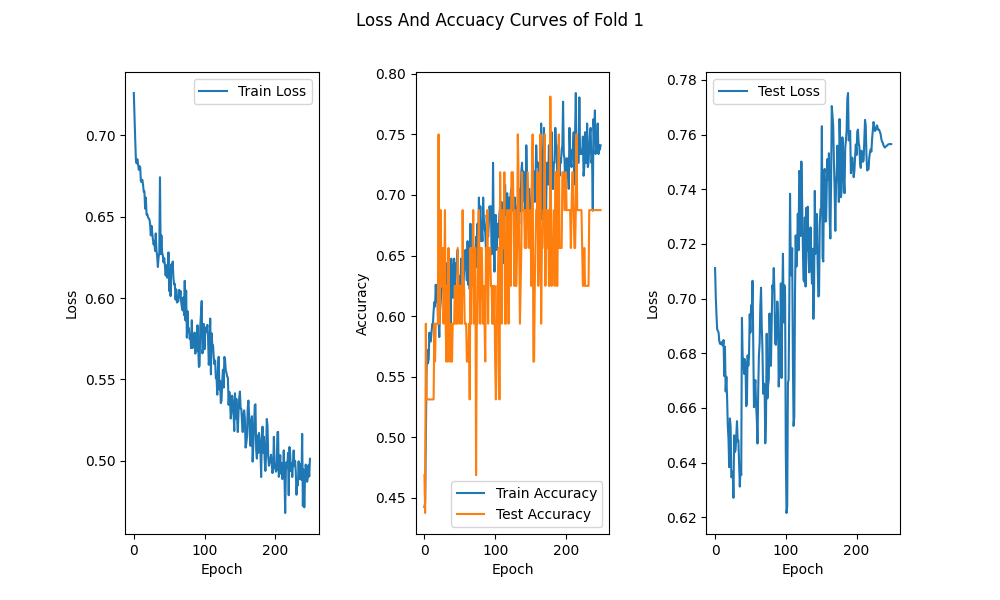 Loss And Accuacy Curves of Fold 1
Train Loss
0.70
0.65
0.60
0.55
0.50
Loss
0 100 200
Epoch
0.80
0.75
0.70
0.65
0.60
0.55
0.50
0.45
Accuracy
Train Accuracy
Test Accuracy
0 100 200
Epoch
Test Loss
0.78
0.76
0.74
0.72
0.70
0.68
0.66
0.64
0.62
Loss
0 100 200
Epoch